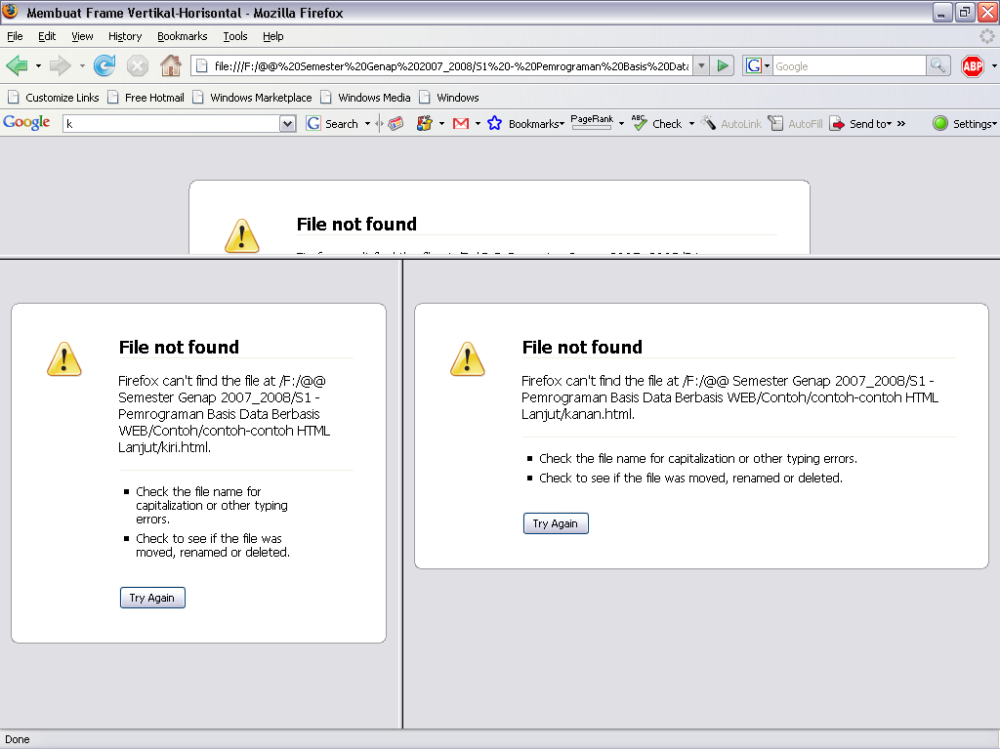 Membuat Frame Vertikal-Horisontal - Mozilla Firefox
File Edit View History Bookmarks Tools Help
file:///F:/@@%20Semester%20Genap%202007_2008/S1%20-%20Pemrograman%20Basis%20Data G Google ABP
Customize Links Free Hotmail Windows Marketplace Windows Media Windows
Google k G Search Bookmarks PageRank ABC Check AutoLink AutoFill Send to Settings
File not found
File not found
Firefox can't find the file at /F:/@@
Semester Genap 2007_2008/S1 -
Pemrograman Basis Data Berbasis
WEB/Contoh/contoh-contoh HTML
Lanjut/kiri.html.
Check the file name for
capitalization or other typing
errors.
Check to see if the file was
moved, renamed or deleted.
Try Again
File not found
Firefox can't find the file at /F:/@@ Semester Genap 2007_2008/S1 -
Pemrograman Basis Data Berbasis WEB/Contoh/contoh-contoh HTML
Lanjut/kanan.html.
Check the file name for capitalization or other typing errors.
Check to see if the file was moved, renamed or deleted.
Try Again
Done